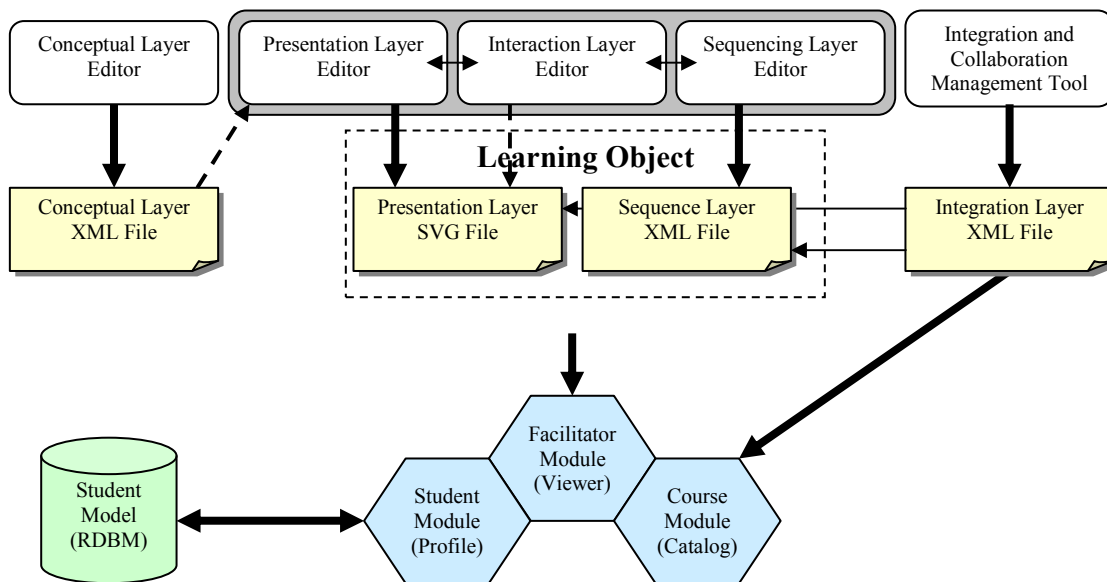 Conceptual Layer
Editor
Presentation Layer
Editor
Interaction Layer
Editor
Sequencing Layer
Editor
Integration and
Collaboration
Management Tool
Learning Object
Conceptual Layer
XML File
Presentation Layer
SVG File
Sequence Layer
XML File
Integration Layer
XML File
Facilitator
Module
(Viewer)
Student
Model
(RDBM)
Student
Module
(Profile)
Course
Module
(Catalog)